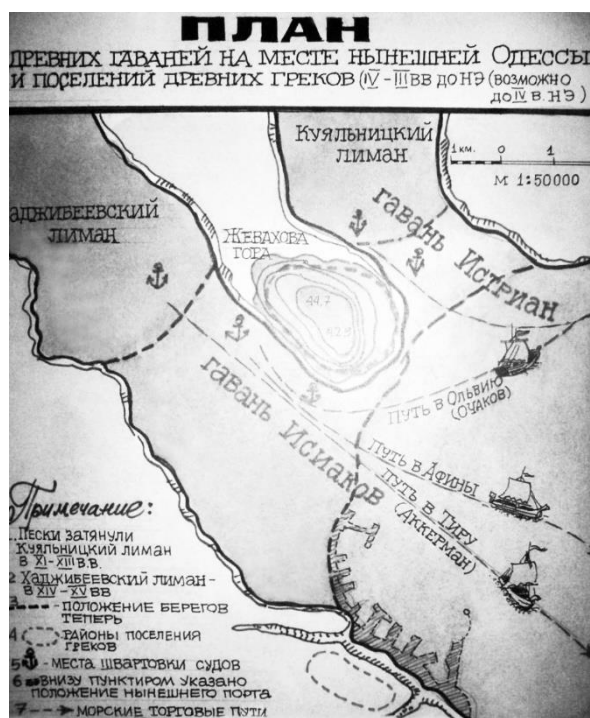 ПЛАН
ДРЕВНИХ ГАВАНЕЙ НА МЕСТЕ НЫНЕШНЕЙ ОДЕССЫ
И ПОСЕЛЕНИЙ ДРЕВНИХ ГРЕКОВ (IV-III ВВ ДО НЭ (ВОЗМОЖНО
ДО IV В. НЭ)
КУЯЛЬНИЦКИЙ
ЛИМАН
1 КМ. 0 1
М 1:50000
АДЖИБЕЕВСКИЙ
ЛИМАН
ЖЕВАХОВА
ГОРА
44,7
гавань Истриан
гавань Исиаков
ПУТЬ В ОЛЬВИЮ
(ОЧАКОВ)
ПУТЬ В АФИНЫ
ПУТЬ В ТИРУ
(АККЕРМАН)
Примечание:
1. ПЕСКИ ЗАТЯНУЛИ
КУЯЛЬНИЦКИЙ ЛИМАН
В XI-XIII В.В.
2 ХАДЖИБЕЕВСКИЙ ЛИМАН-
В XIV-XV ВВ
3 - ПОЛОЖЕНИЕ БЕРЕГОВ
ТЕПЕРЬ
4 РАЙОНЫ ПОСЕЛЕНИЯ
ГРЕКОВ
5 - МЕСТА ШВАРТОВКИ СУДОВ
6 ВНИЗУ ПУНКТИРОМ УКАЗАНО
ПОЛОЖЕНИЕ НЫНЕШНЕГО ПОРТА
7 - МОРСКИЕ ТОРГОВЫЕ ПУТИ